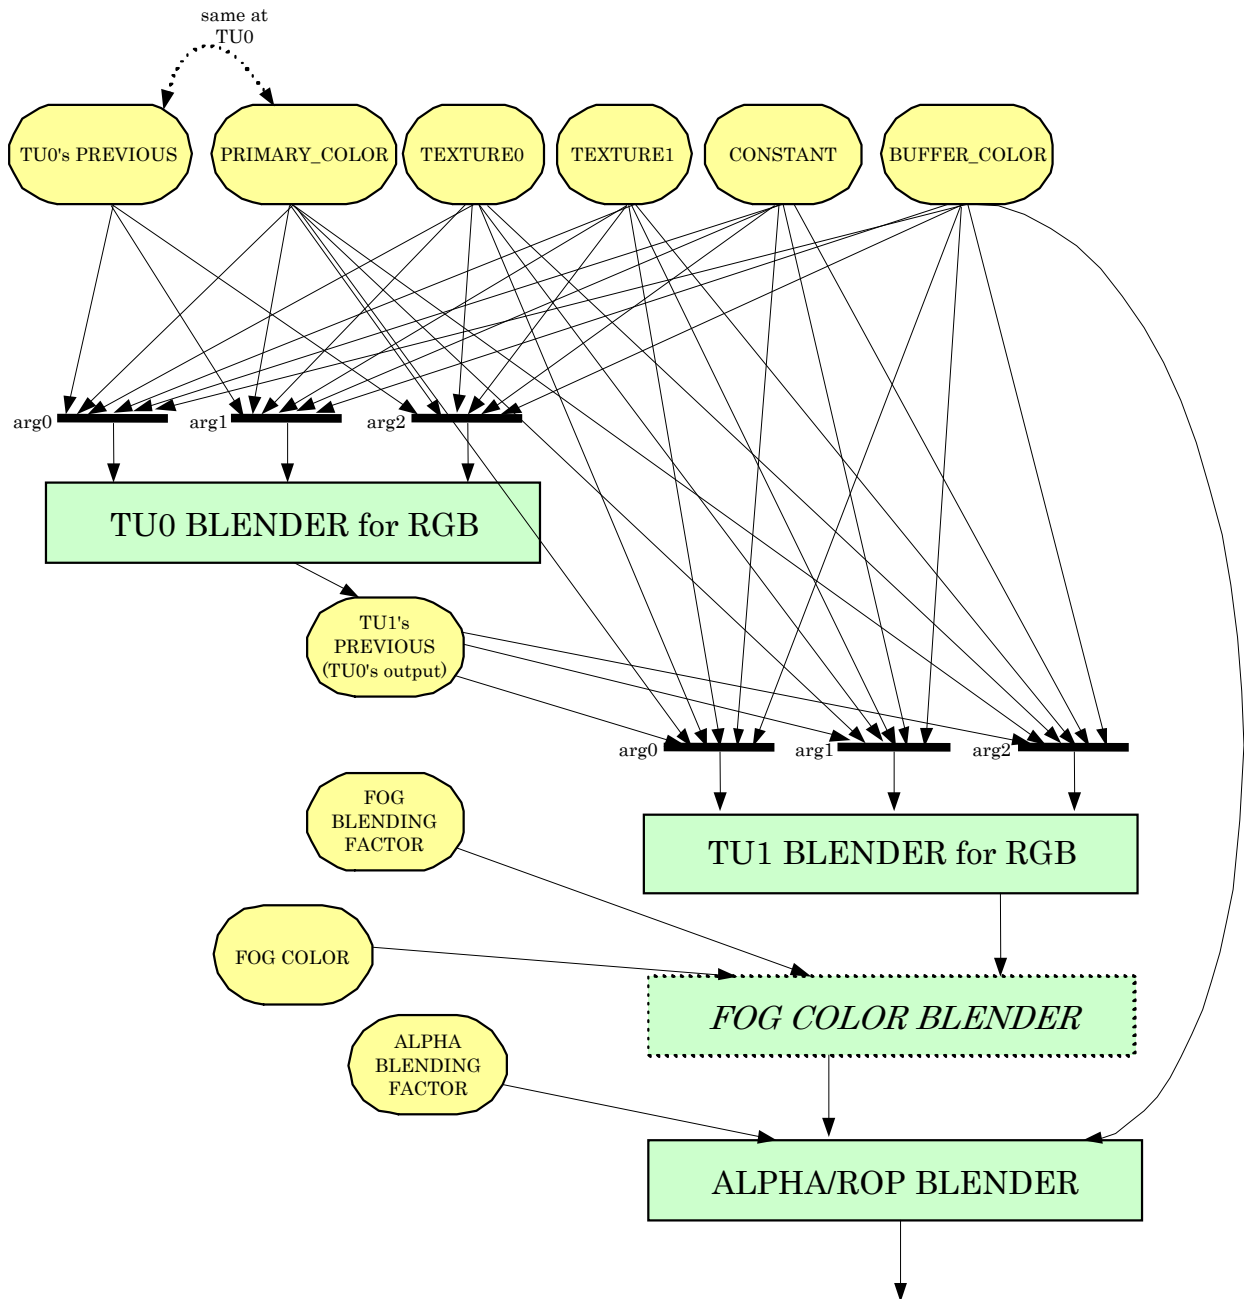 same at
TU0
TU0's PREVIOUS
PRIMARY_COLOR
TEXTURE0
TEXTURE1
CONSTANT
BUFFER_COLOR
arg0
arg1
arg2
TU0 BLENDER for RGB
TU1's
PREVIOUS
(TU0's output)
arg0
arg1
arg2
FOG
BLENDING
FACTOR
TU1 BLENDER for RGB
FOG COLOR
FOG COLOR BLENDER
ALPHA
BLENDING
FACTOR
ALPHA/ROP BLENDER